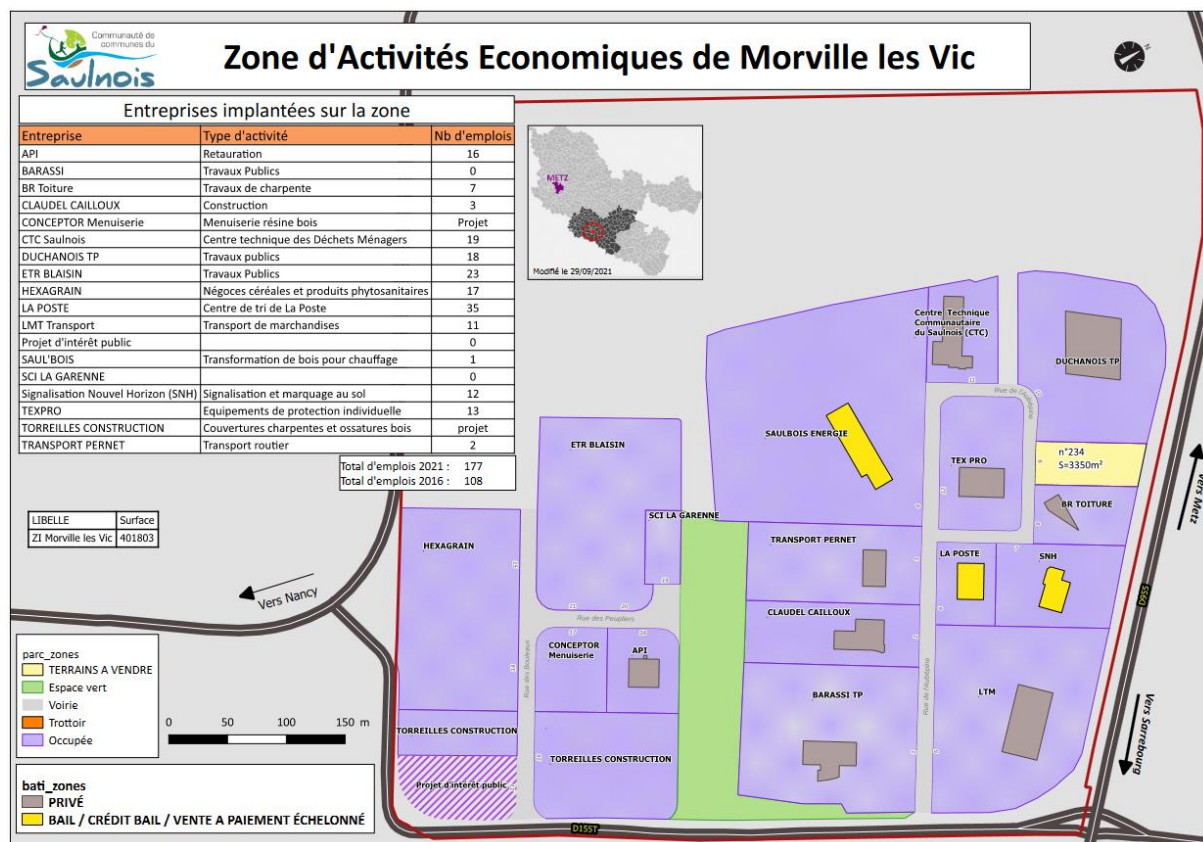 Communauté de
communes du
Saulnois
Zone d'Activités Economiques de Morville les Vic
N
Entreprises implantées sur la zone
Entreprise Type d'activité Nb d'emplois
API Retauration 16
BARASSI Travaux Publics 0
BR Toiture Travaux de charpente 7
CLAUDEL CAILLOUX Construction 3
CONCEPTOR Menuiserie Menuiserie résine bois Projet
CTC Saulnois Centre technique des Déchets Ménagers 19
DUCHANOIS TP Travaux publics 18
ETR BLAISIN Travaux Publics 23
HEXAGRAIN Négoces céréales et produits phytosanitaires 17
LA POSTE Centre de tri de La Poste 35
LMT Transport Transport de marchandises 11
Projet d'intérêt public 0
SAUL'BOIS Transformation de bois pour chauffage 1
SCI LA GARENNE 0
Signalisation Nouvel Horizon (SNH) Signalisation et marquage au sol 12
TEXPRO Equipements de protection individuelle 13
TORREILLES CONSTRUCTION Couvertures charpentes et ossatures bois projet
TRANSPORT PERNET Transport routier 2
Total d'emplois 2021 : 177
Total d'emplois 2016 : 108
METZ
Modifié le 29/09/2021
LIBELLE Surface
ZI Morville les Vic 401803
Vers Nancy
parc_zones
TERRAINS A VENDRE
Espace vert
Voirie
Trottoir
Occupée
0 50 100 150 m
bati_zones
PRIVÉ
BAIL / CRÉDIT BAIL / VENTE A PAIEMENT ÉCHELONNÉ
HEXAGRAIN
TORREILLES CONSTRUCTION
Projet d'intérêt public
Rue des Bouleaux
ETR BLAISIN
SCI LA GARENNE
Rue des Peupliers
CONCEPTOR
Menuiserie
API
TORREILLES CONSTRUCTION
D155T
SAULBOIS ENERGIE
TRANSPORT PERNET
CLAUDEL CAILLOUX
BARASSI TP
Centre Technique
Communautaire
du Saulnois (CTC)
DUCHANOIS TP
Rue de l'Aubépine
TEX PRO
n°234
S=3350m²
BR TOITURE
LA POSTE
SNH
Rue de l'Aubépine
LTM
Vers Metz
D955
Vers Sarrebourg